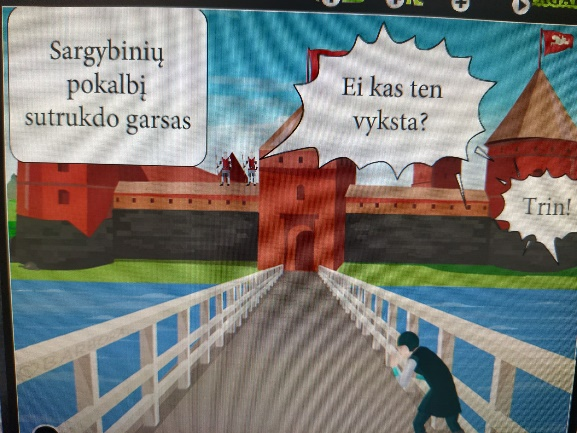 Sargybinių
pokalbį
sutrukdo garsas
Ei kas ten
vyksta?
Trin!